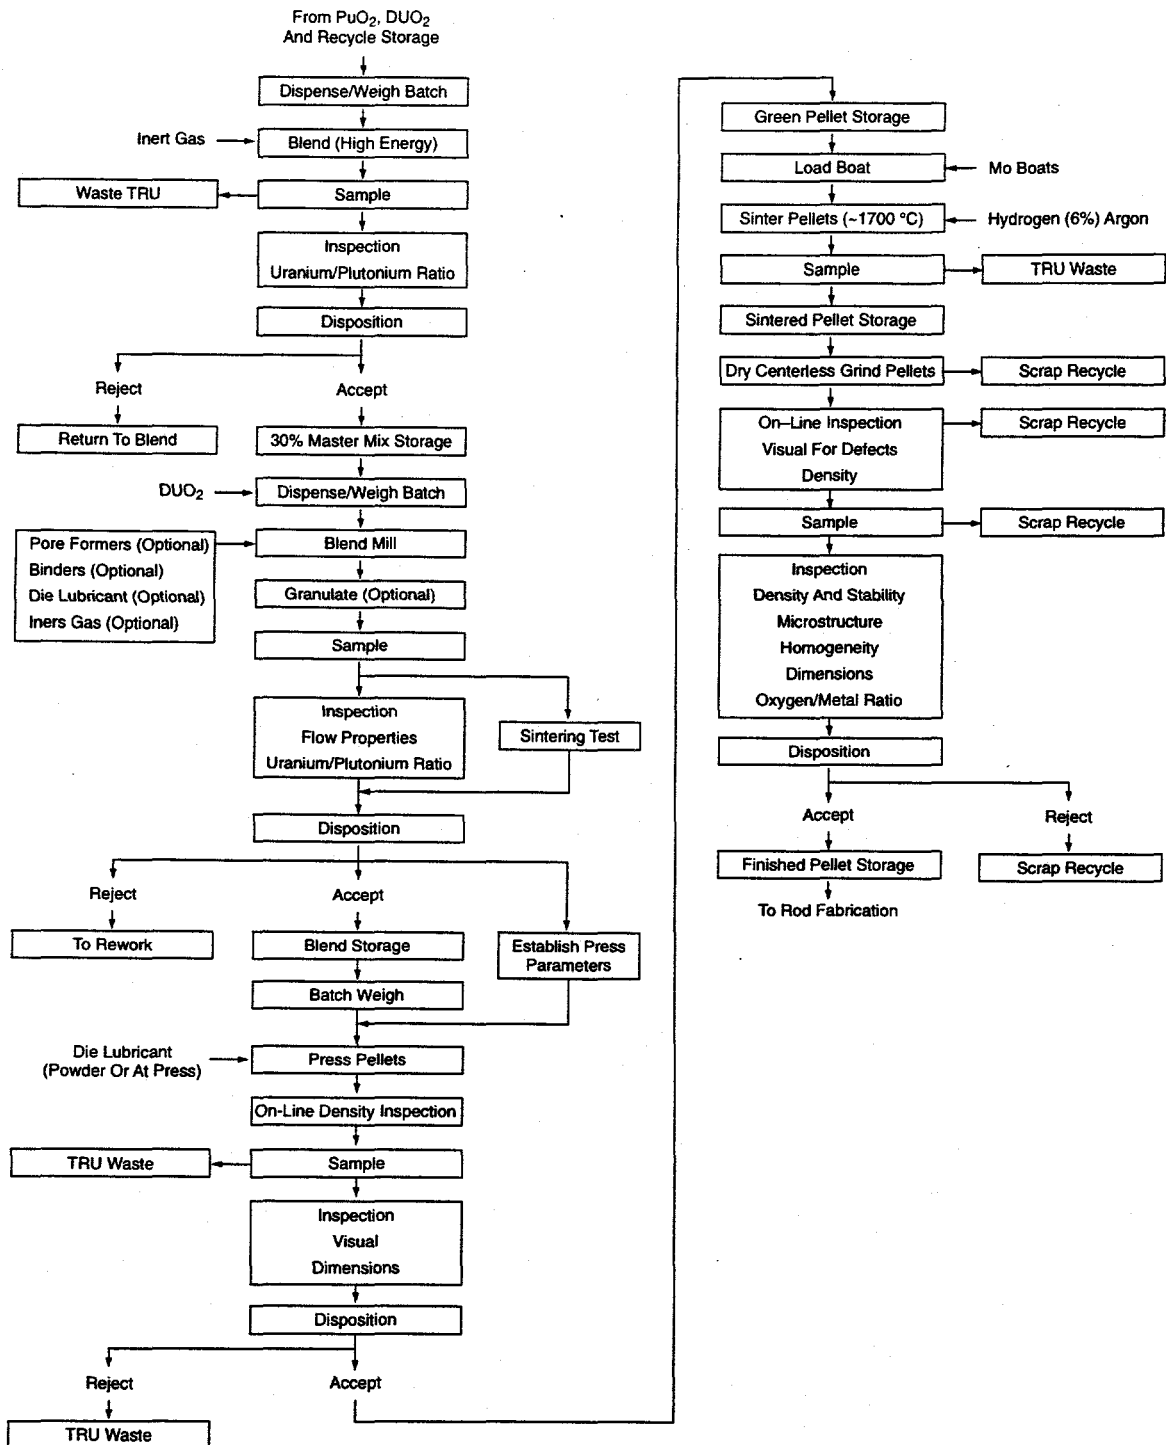 From PuO₂, DUO₂
And Recycle Storage
Dispense/Weigh Batch
Inert Gas
Blend (High Energy)
Waste TRU
Sample
Inspection
Uranium/Plutonium Ratio
Disposition
Reject
Accept
Return To Blend
30% Master Mix Storage
DUO₂
Dispense/Weigh Batch
Pore Formers (Optional)
Binders (Optional)
Die Lubricant (Optional)
Iners Gas (Optional)
Blend Mill
Granulate (Optional)
Sample
Inspection
Flow Properties
Uranium/Plutonium Ratio
Sintering Test
Disposition
Reject
Accept
To Rework
Blend Storage
Establish Press
Parameters
Batch Weigh
Die Lubricant
(Powder Or At Press)
Press Pellets
On-Line Density Inspection
TRU Waste
Sample
Inspection
Visual
Dimensions
Disposition
Reject
Accept
TRU Waste
Green Pellet Storage
Load Boat
Mo Boats
Sinter Pellets (~1700 °C)
Hydrogen (6%) Argon
Sample
TRU Waste
Sintered Pellet Storage
Dry Centerless Grind Pellets
Scrap Recycle
On–Line Inspection
Visual For Defects
Density
Scrap Recycle
Sample
Scrap Recycle
Inspection
Density And Stability
Microstructure
Homogeneity
Dimensions
Oxygen/Metal Ratio
Disposition
Accept
Reject
Finished Pellet Storage
Scrap Recycle
To Rod Fabrication